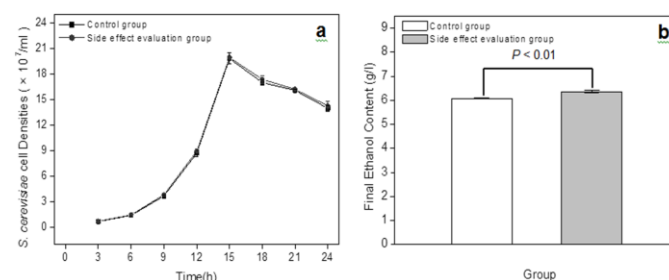 a
Control group
Side effect evaluation group
S. cerevisiae cell Densities ( × 10⁷/ml )
24
21
18
15
12
9
6
3
0
0 3 6 9 12 15 18 21 24
Time(h)
b
Control group
Side effect evaluation group
P < 0.01
Final Ethanol Content (g/l)
9
8
7
6
5
4
3
2
1
0
Group